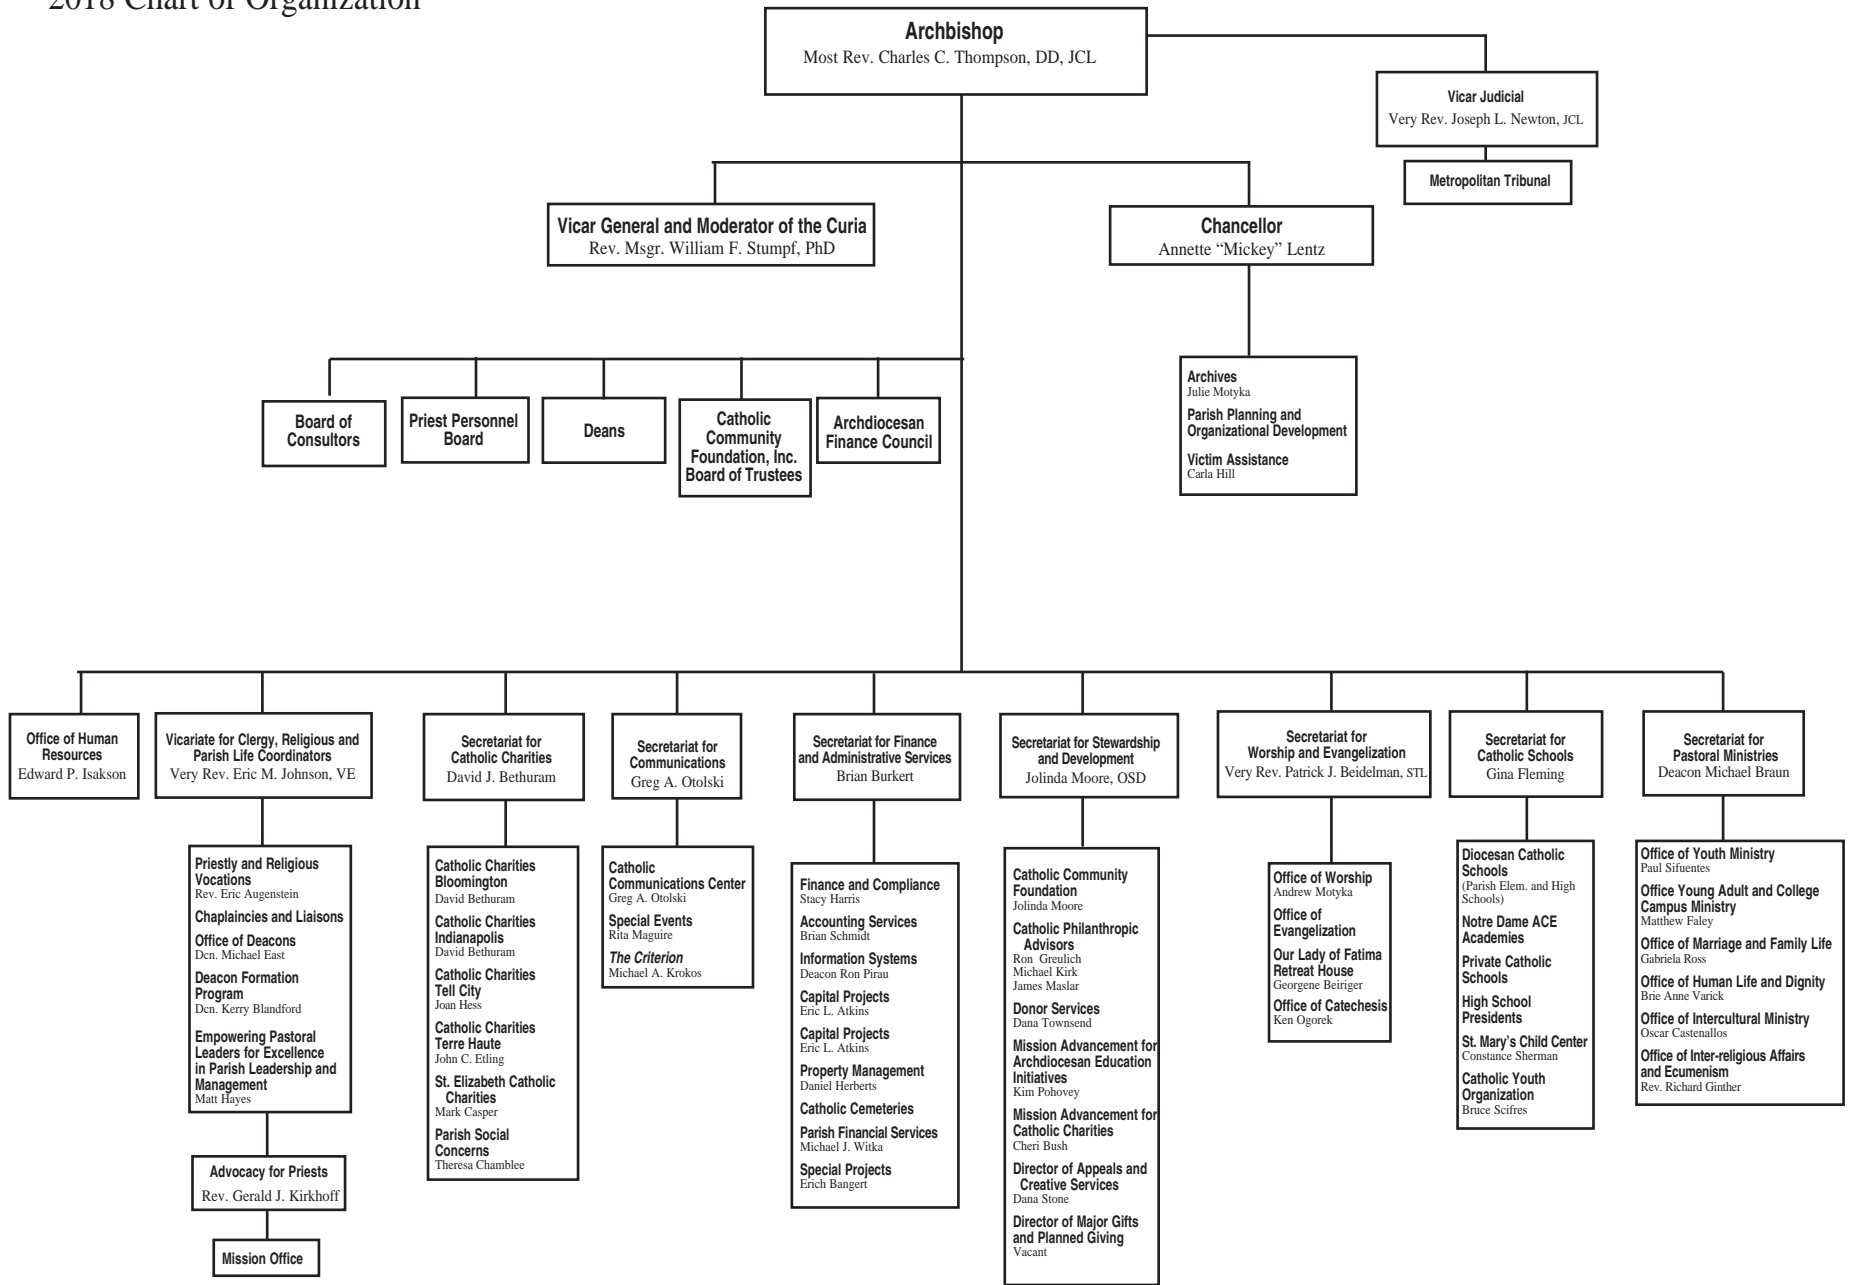 2018 Chart of Organization
Archbishop
Most Rev. Charles C. Thompson, DD, JCL
Vicar Judicial
Very Rev. Joseph L. Newton, JCL
Metropolitan Tribunal
Vicar General and Moderator of the Curia
Rev. Msgr. William F. Stumpf, PhD
Chancellor
Annette “Mickey” Lentz
Archives
Julie Motyka
Parish Planning and
Organizational Development
Victim Assistance
Carla Hill
Board of
Consultors
Priest Personnel
Board
Deans
Catholic
Community
Foundation, Inc.
Board of Trustees
Archdiocesan
Finance Council
Office of Human
Resources
Edward P. Isakson
Vicariate for Clergy, Religious and
Parish Life Coordinators
Very Rev. Eric M. Johnson, VE
Priestly and Religious
Vocations
Rev. Eric Augenstein
Chaplaincies and Liaisons
Office of Deacons
Dcn. Michael East
Deacon Formation
Program
Dcn. Kerry Blandford
Empowering Pastoral
Leaders for Excellence
in Parish Leadership and
Management
Matt Hayes
Advocacy for Priests
Rev. Gerald J. Kirkhoff
Mission Office
Secretariat for
Catholic Charities
David J. Bethuram
Catholic Charities
Bloomington
David Bethuram
Catholic Charities
Indianapolis
David Bethuram
Catholic Charities
Tell City
Joan Hess
Catholic Charities
Terre Haute
John C. Etling
St. Elizabeth Catholic
Charities
Mark Casper
Parish Social
Concerns
Theresa Chamblee
Secretariat for
Communications
Greg A. Otolski
Catholic
Communications Center
Greg A. Otolski
Special Events
Rita Maguire
The Criterion
Michael A. Krokos
Secretariat for Finance
and Administrative Services
Brian Burkert
Finance and Compliance
Stacy Harris
Accounting Services
Brian Schmidt
Information Systems
Deacon Ron Pirau
Capital Projects
Eric L. Atkins
Capital Projects
Eric L. Atkins
Property Management
Daniel Herberts
Catholic Cemeteries
Parish Financial Services
Michael J. Witka
Special Projects
Erich Bangert
Secretariat for Stewardship
and Development
Jolinda Moore, OSD
Catholic Community
Foundation
Jolinda Moore
Catholic Philanthropic
Advisors
Ron Greulich
Michael Kirk
James Maslar
Donor Services
Dana Townsend
Mission Advancement for
Archdiocesan Education
Initiatives
Kim Pohovey
Mission Advancement for
Catholic Charities
Cheri Bush
Director of Appeals and
Creative Services
Dana Stone
Director of Major Gifts
and Planned Giving
Vacant
Secretariat for
Worship and Evangelization
Very Rev. Patrick J. Beidelman, STL
Office of Worship
Andrew Motyka
Office of
Evangelization
Our Lady of Fatima
Retreat House
Georgene Beiriger
Office of Catechesis
Ken Ogorek
Secretariat for
Catholic Schools
Gina Fleming
Diocesan Catholic
Schools
(Parish Elem. and High
Schools)
Notre Dame ACE
Academies
Private Catholic
Schools
High School
Presidents
St. Mary’s Child Center
Constance Sherman
Catholic Youth
Organization
Bruce Scifres
Secretariat for
Pastoral Ministries
Deacon Michael Braun
Office of Youth Ministry
Paul Sifuentes
Office Young Adult and College
Campus Ministry
Matthew Faley
Office of Marriage and Family Life
Gabriela Ross
Office of Human Life and Dignity
Brie Anne Varick
Office of Intercultural Ministry
Oscar Castenallos
Office of Inter-religious Affairs
and Ecumenism
Rev. Richard Ginther